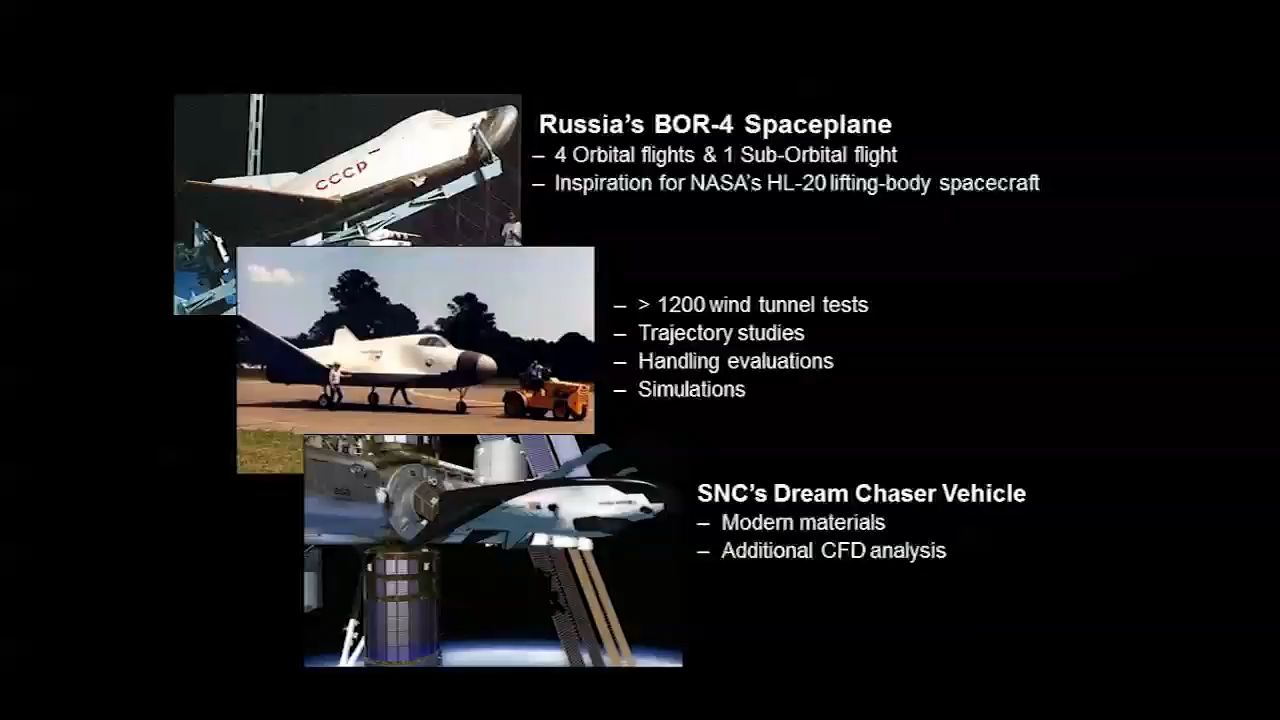 CCCP
Russia's BOR-4 Spaceplane
– 4 Orbital flights & 1 Sub-Orbital flight
– Inspiration for NASA's HL-20 lifting-body spacecraft
– > 1200 wind tunnel tests
– Trajectory studies
– Handling evaluations
– Simulations
SNC's Dream Chaser Vehicle
– Modern materials
– Additional CFD analysis